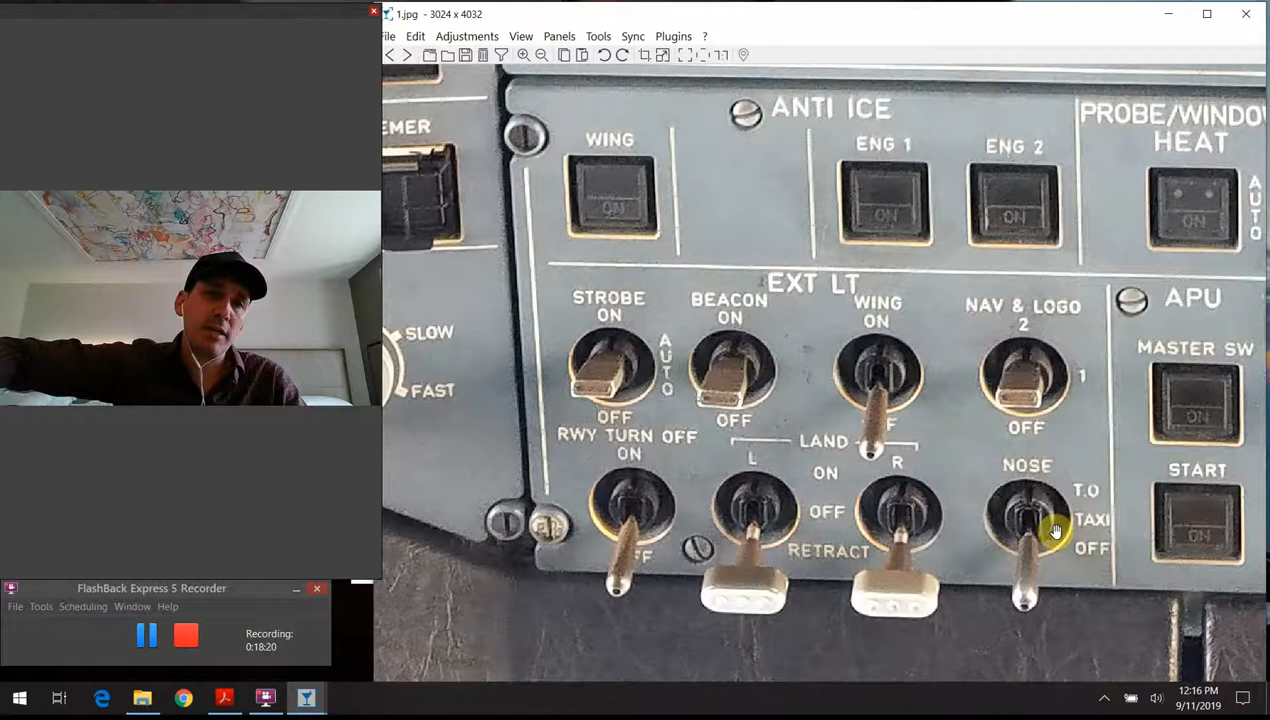 1.jpg - 3024 x 4032
File Edit Adjustments View Panels Tools Sync Plugins ?
1:1
EMER
ANTI ICE
PROBE/WINDOW
HEAT
WING
ENG 1
ENG 2
ON
ON
ON
ON
AUTO
EXT LT
STROBE
ON
BEACON
ON
WING
ON
NAV & LOGO
2
APU
SLOW
AUTO
1
MASTER SW
FAST
ON
OFF
OFF
OFF
RWY TURN OFF
ON
LAND
L
R
ON
NOSE
START
T.O
OFF
TAXI
ON
RETRACT
OFF
FlashBack Express 5 Recorder
File Tools Scheduling Window Help
Recording:
0:18:20
12:16 PM
9/11/2019